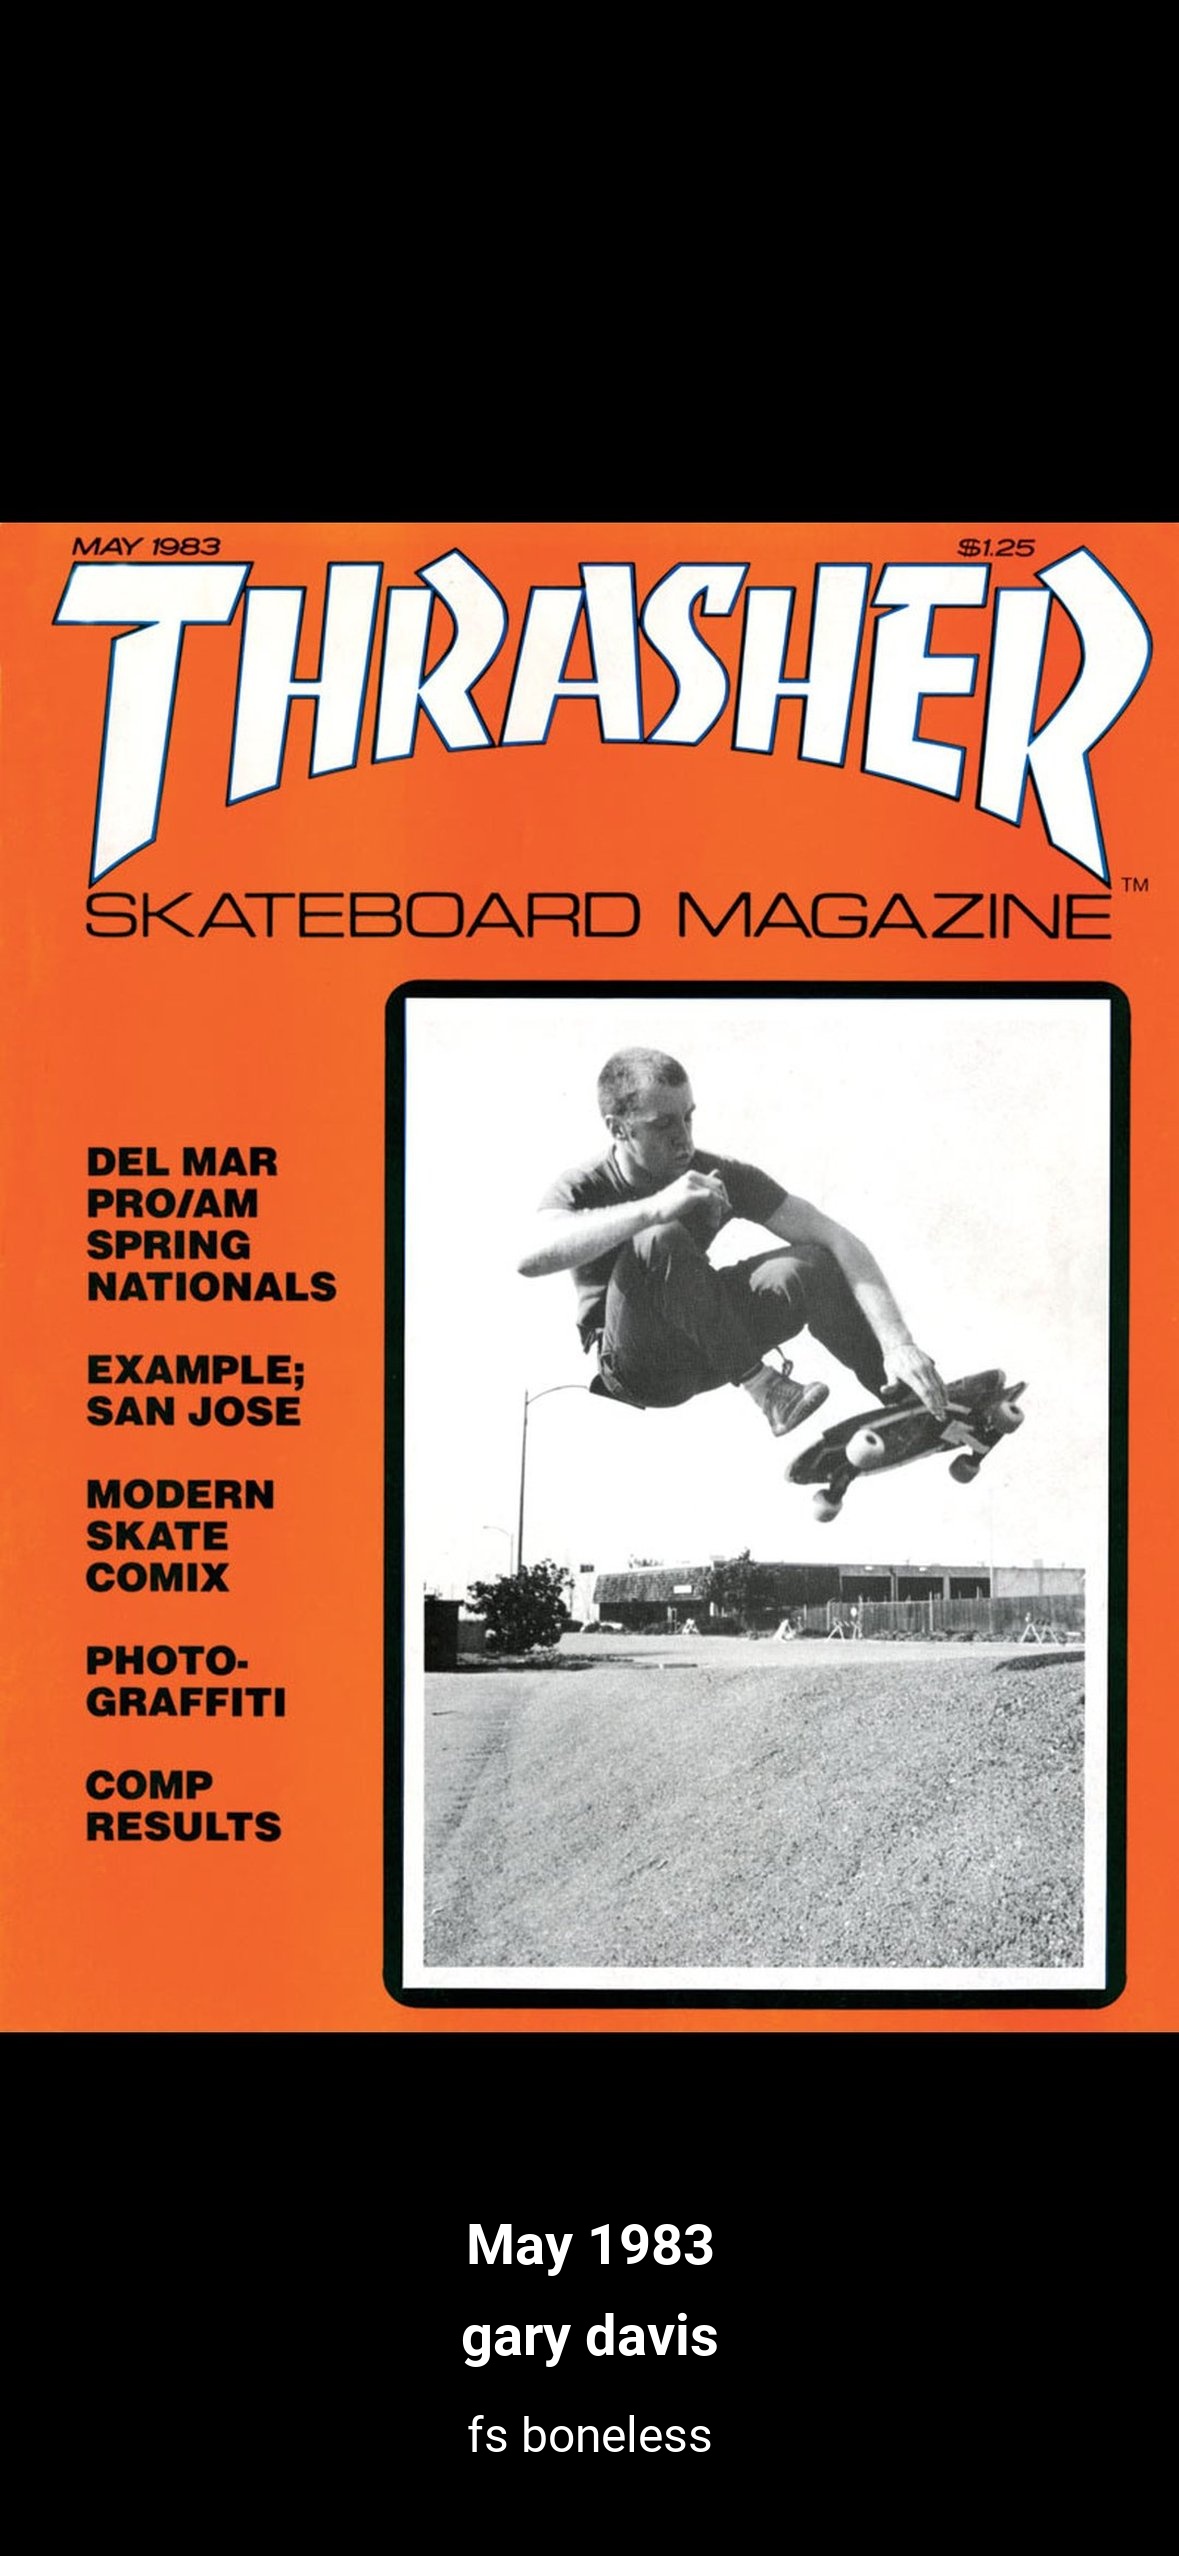 MAY 1983
$1.25
THRASHER
TM
SKATEBOARD MAGAZINE
DEL MAR
PRO/AM
SPRING
NATIONALS
EXAMPLE;
SAN JOSE
MODERN
SKATE
COMIX
PHOTO-
GRAFFITI
COMP
RESULTS
May 1983
gary davis
fs boneless